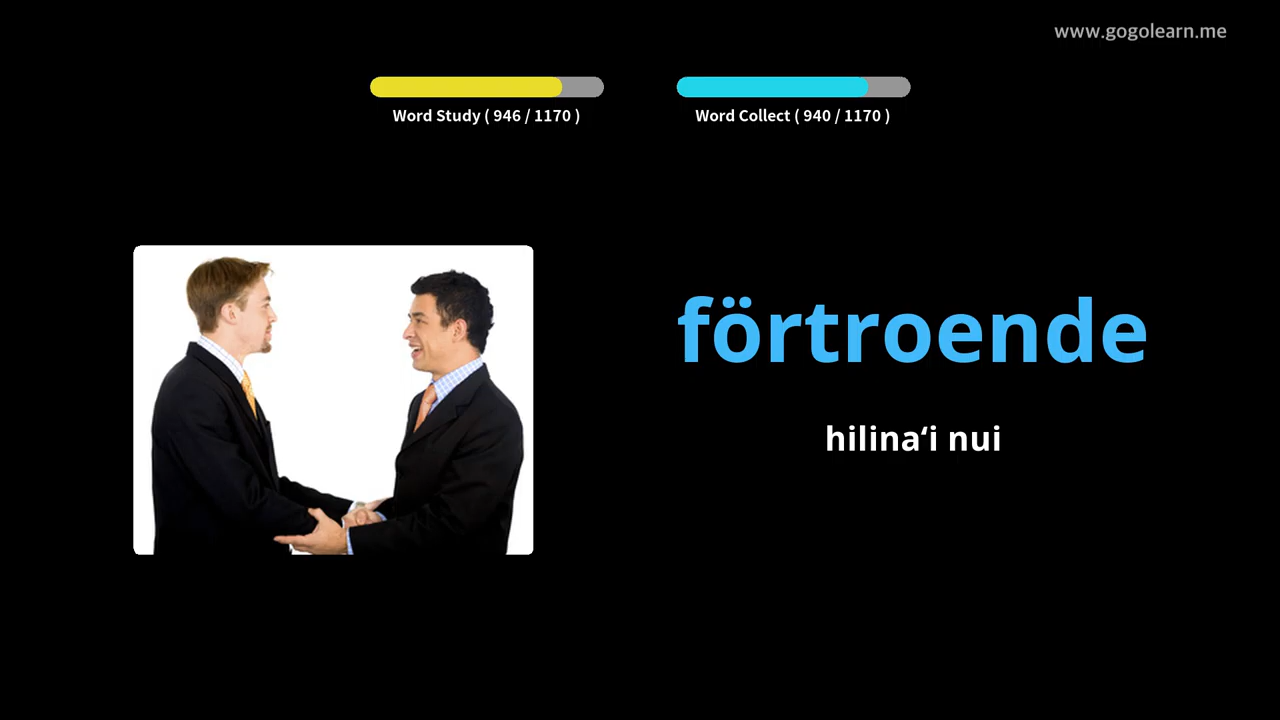 www.gogolearn.me
Word Study ( 946 / 1170 )
Word Collect ( 940 / 1170 )
förtroende
hilinaʻi nui